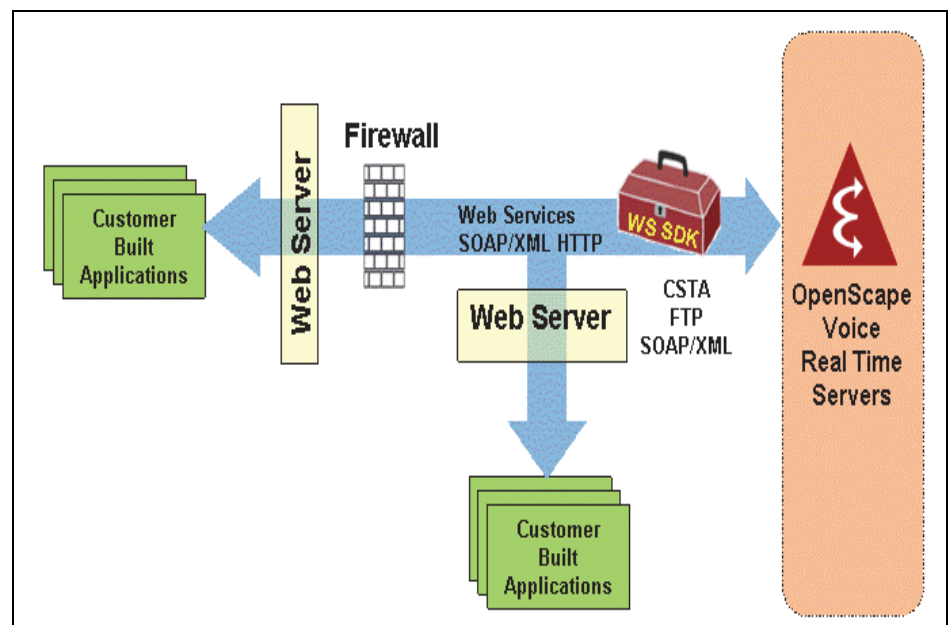 Firewall
Web Server
Customer
Built
Applications
Web Services
SOAP/XML HTTP
WS SDK
CSTA
FTP
SOAP/XML
Web Server
OpenScape
Voice
Real Time
Servers
Customer
Built
Applications